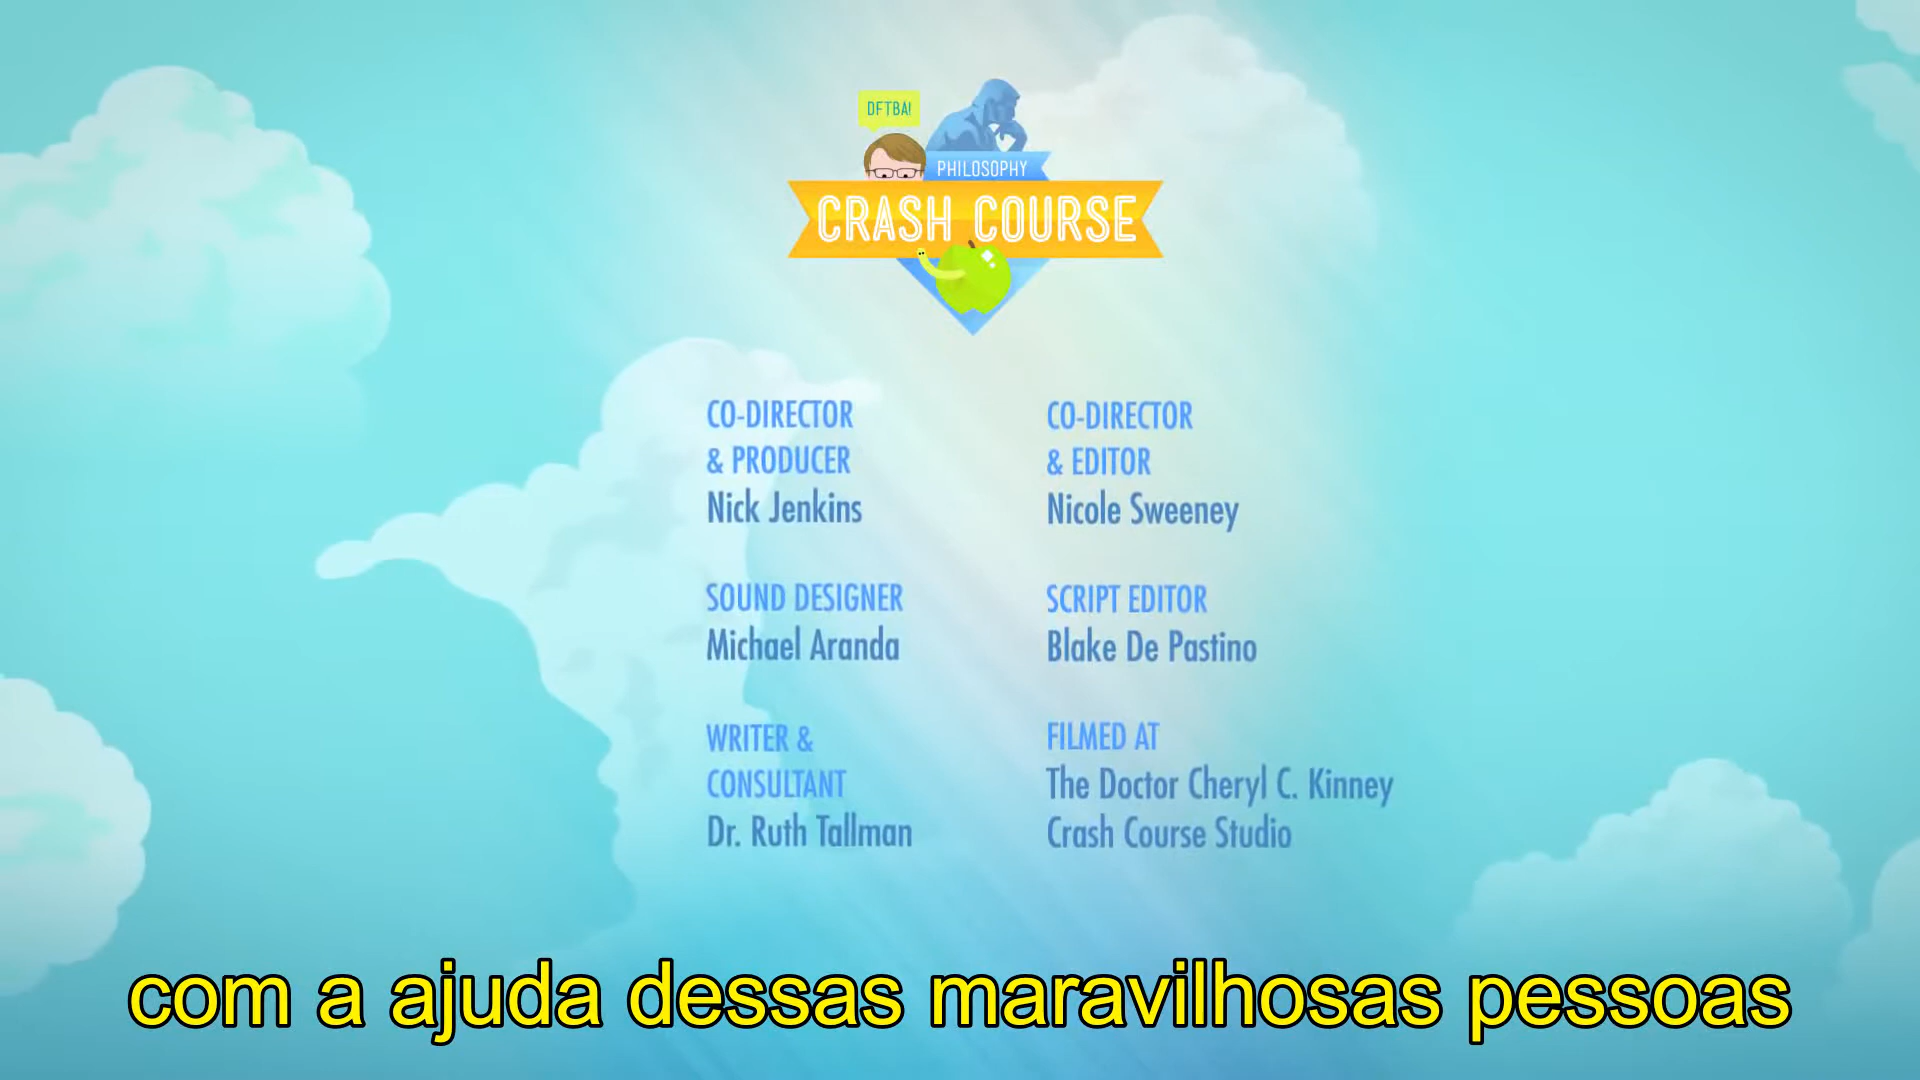 DFTBA!
PHILOSOPHY
CRASH COURSE
CO-DIRECTOR
& PRODUCER
Nick Jenkins
CO-DIRECTOR
& EDITOR
Nicole Sweeney
SOUND DESIGNER
Michael Aranda
SCRIPT EDITOR
Blake De Pastino
WRITER &
CONSULTANT
Dr. Ruth Tallman
FILMED AT
The Doctor Cheryl C. Kinney
Crash Course Studio
com a ajuda dessas maravilhosas pessoas